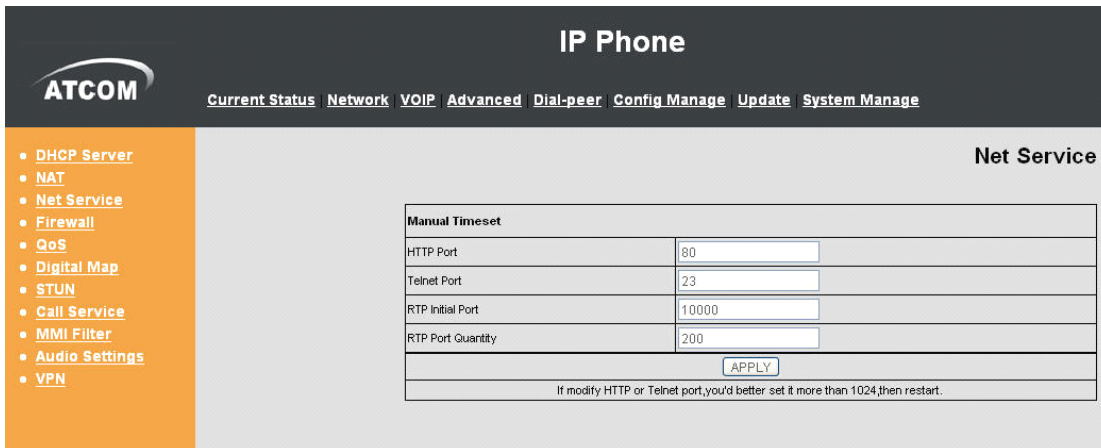 IP Phone
ATCOM
Current Status | Network | VOIP | Advanced | Dial-peer | Config Manage | Update | System Manage
DHCP Server
NAT
Net Service
Firewall
QoS
Digital Map
STUN
Call Service
MMI Filter
Audio Settings
VPN
Net Service
Manual Timeset
HTTP Port 80
Telnet Port 23
RTP Initial Port 10000
RTP Port Quantity 200
APPLY
If modify HTTP or Telnet port,you'd better set it more than 1024,then restart.